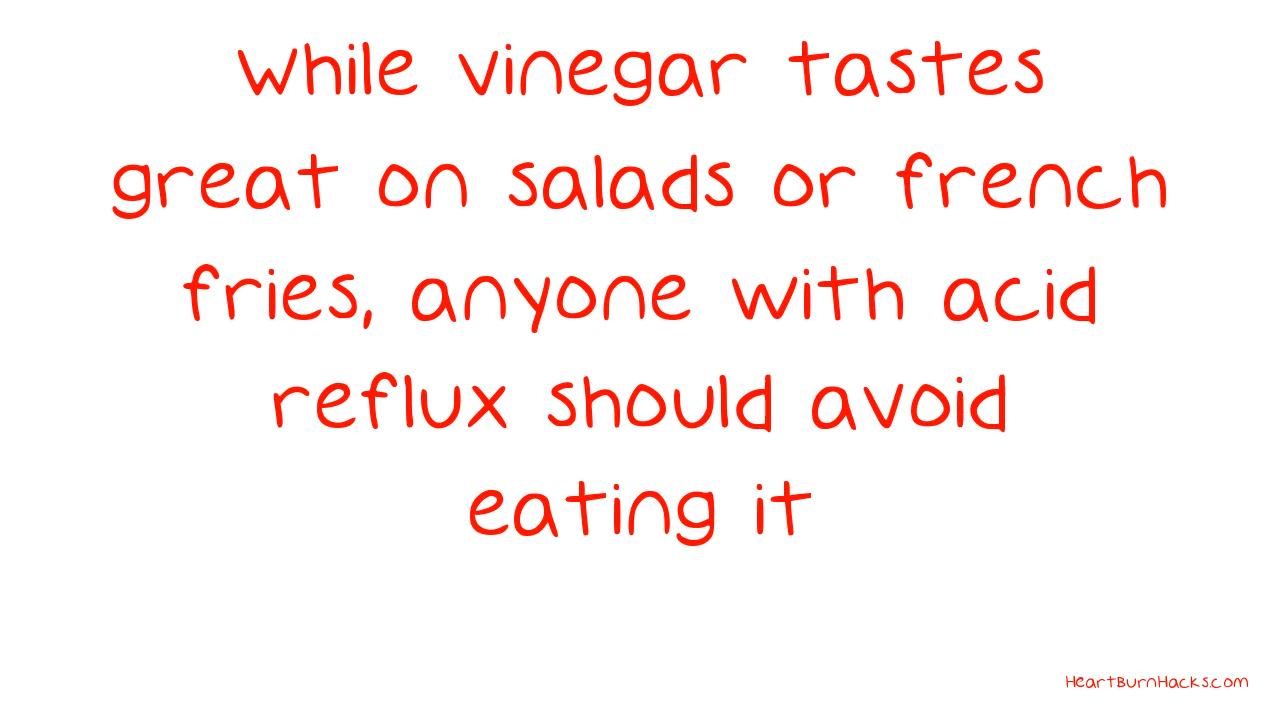 While vinegar tastes
great on salads or french
fries, anyone with acid
reflux should avoid
eating it
HeartBurnHacks.com